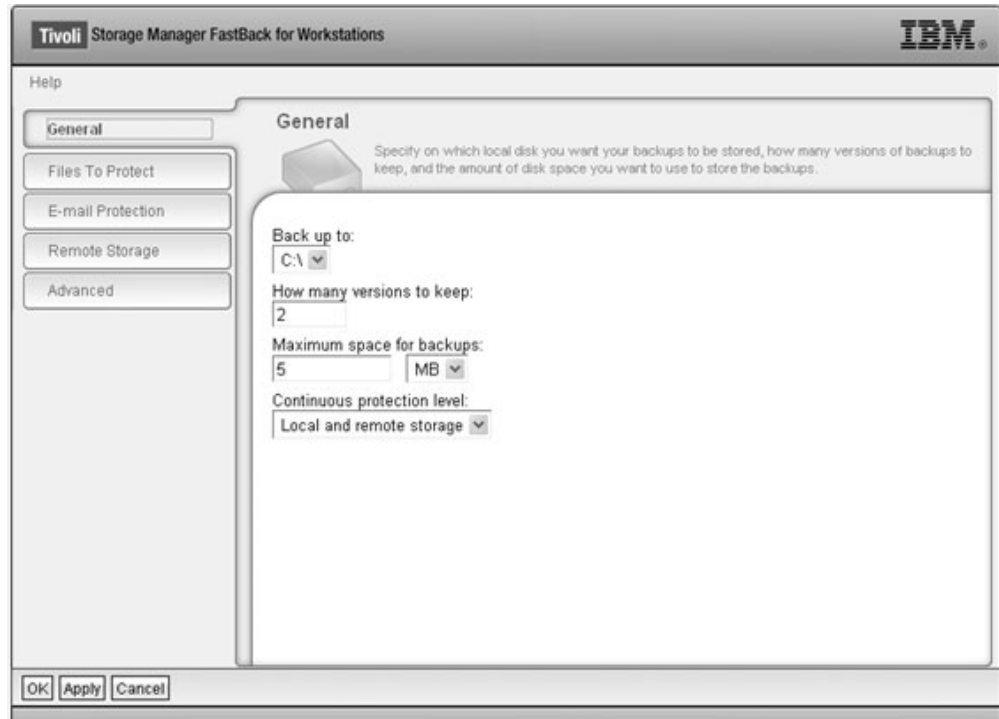 Tivoli Storage Manager FastBack for Workstations
IBM®
Help
General
Files To Protect
E-mail Protection
Remote Storage
Advanced
General
Specify on which local disk you want your backups to be stored, how many versions of backups to
keep, and the amount of disk space you want to use to store the backups.
Back up to:
C:\
How many versions to keep:
2
Maximum space for backups:
5 MB
Continuous protection level:
Local and remote storage
OK Apply Cancel